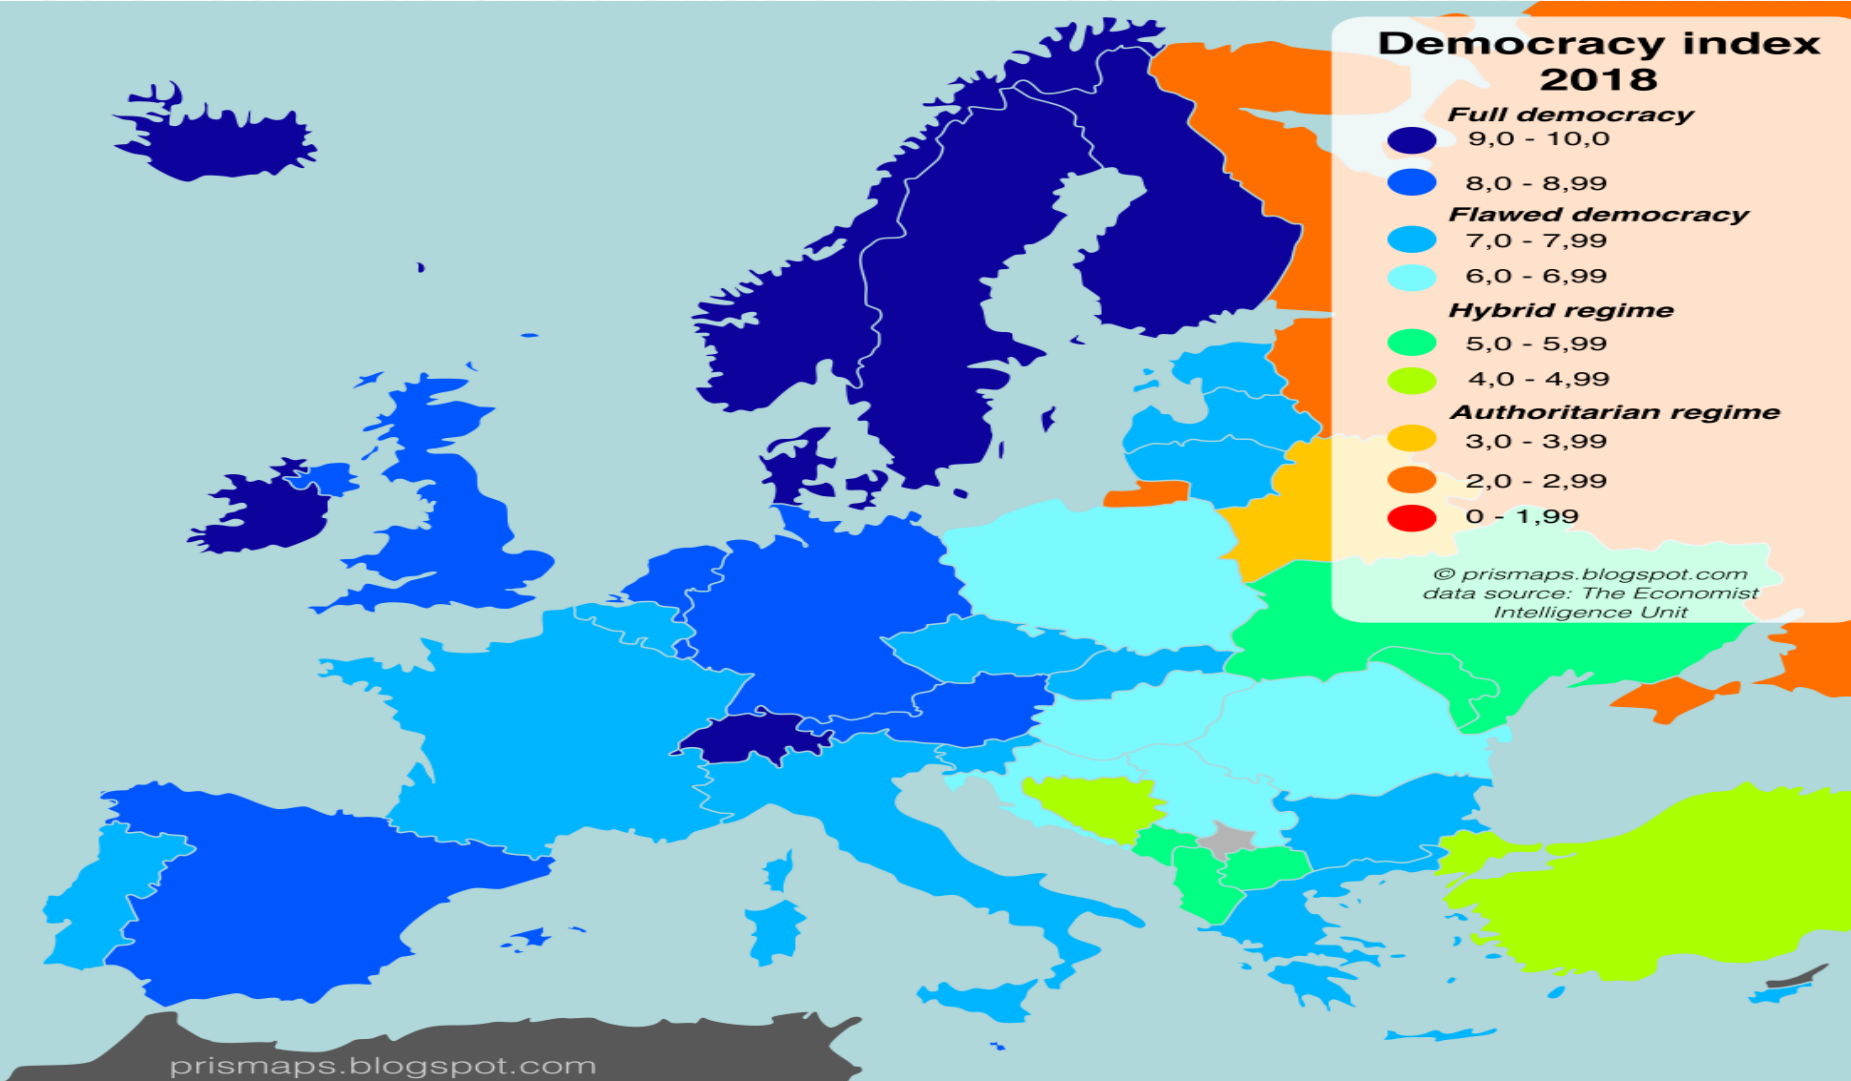 Democracy index
2018
Full democracy
9,0 - 10,0
8,0 - 8,99
Flawed democracy
7,0 - 7,99
6,0 - 6,99
Hybrid regime
5,0 - 5,99
4,0 - 4,99
Authoritarian regime
3,0 - 3,99
2,0 - 2,99
0 - 1,99
© prismaps.blogspot.com
data source: The Economist
Intelligence Unit
prismaps.blogspot.com